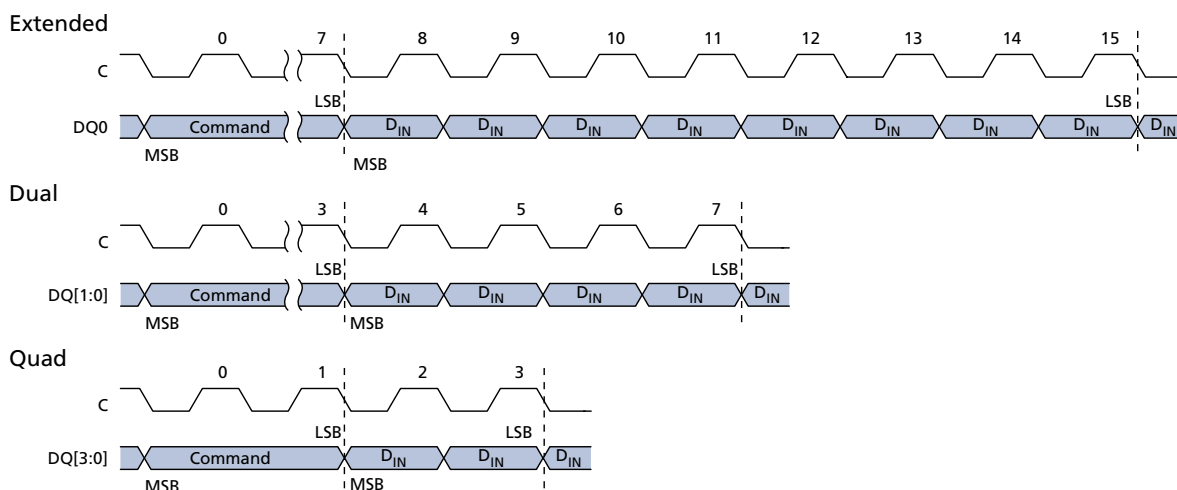 Extended
0 7 8 9 10 11 12 13 14 15
C
LSB LSB
DQ0 Command DIN DIN DIN DIN DIN DIN DIN DIN DIN
MSB MSB
Dual
0 3 4 5 6 7
C
LSB LSB
DQ[1:0] Command DIN DIN DIN DIN DIN
MSB MSB
Quad
0 1 2 3
C
LSB LSB
DQ[3:0] Command DIN DIN DIN
MSB MSB